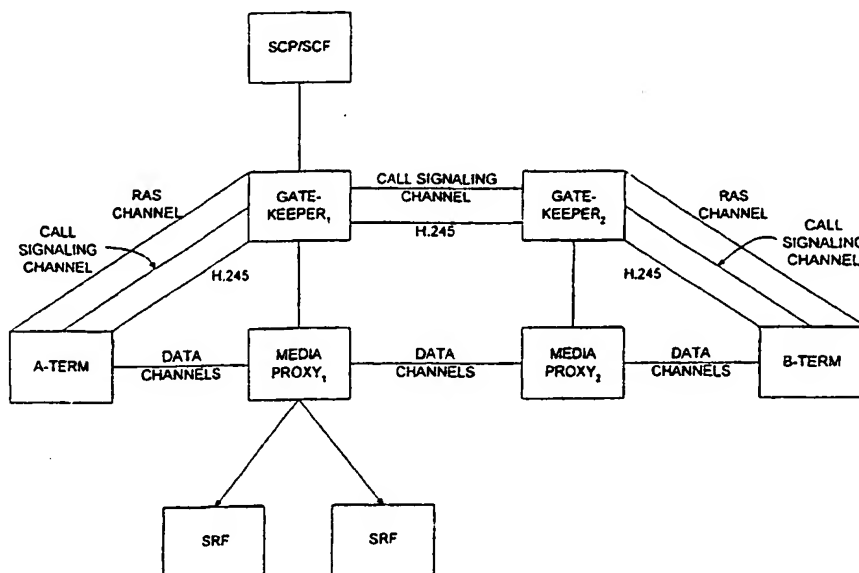 SCP/SCF
RAS
CHANNEL
CALL
SIGNALING
CHANNEL
H.245
GATE-
KEEPER₁
CALL SIGNALING
CHANNEL
H.245
GATE-
KEEPER₂
RAS
CHANNEL
CALL
SIGNALING
CHANNEL
H.245
A-TERM
DATA
CHANNELS
MEDIA
PROXY₁
DATA
CHANNELS
MEDIA
PROXY₂
DATA
CHANNELS
B-TERM
SRF
SRF